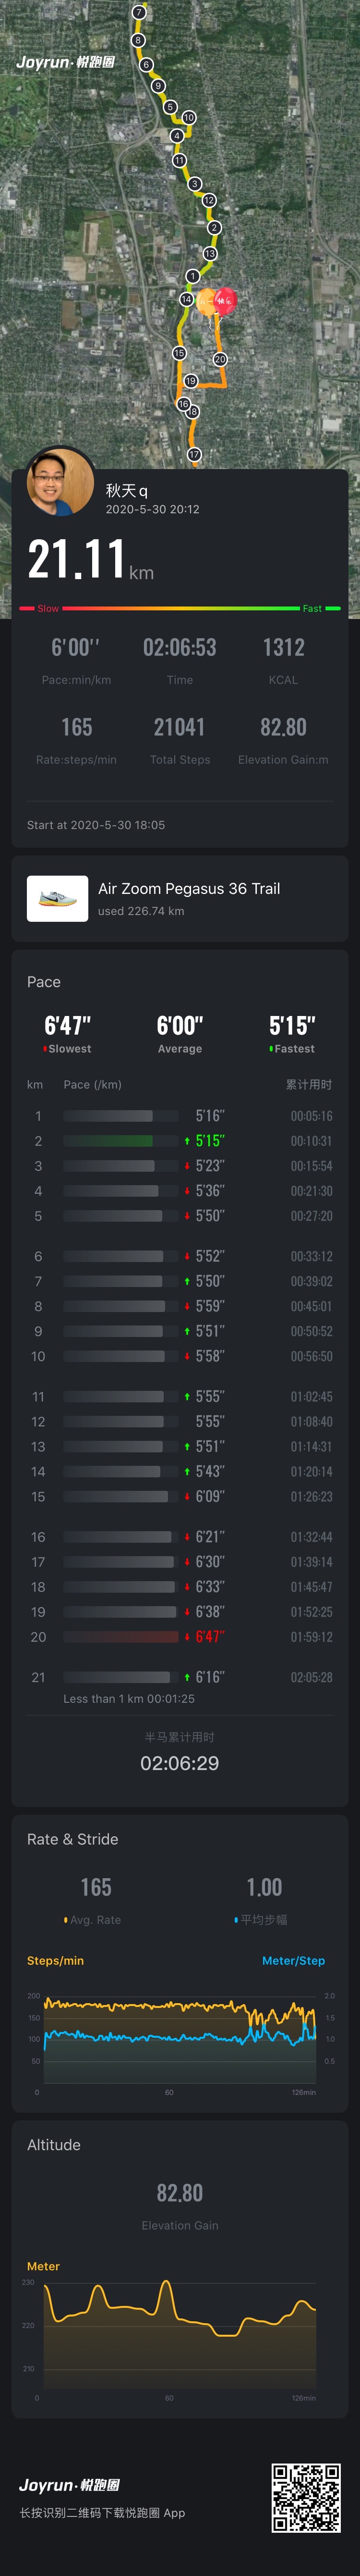 7
8
Joyrun·悦跑圈
6
9
5
10
4
11
3
12
2
13
1
14
快乐
15
20
19
16
18
17
秋天q
2020-5-30 20:12
21.11 km
Slow Fast
6'00'' 02:06:53 1312
Pace:min/km Time KCAL
165 21041 82.80
Rate:steps/min Total Steps Elevation Gain:m
Start at 2020-5-30 18:05
Air Zoom Pegasus 36 Trail
used 226.74 km
Pace
6'47" 6'00" 5'15"
Slowest Average Fastest
km Pace (/km) 累计用时
1 5'16" 00:05:16
2 5'15" 00:10:31
3 5'23" 00:15:54
4 5'36" 00:21:30
5 5'50" 00:27:20
6 5'52" 00:33:12
7 5'50" 00:39:02
8 5'59" 00:45:01
9 5'51" 00:50:52
10 5'58" 00:56:50
11 5'55" 01:02:45
12 5'55" 01:08:40
13 5'51" 01:14:31
14 5'43" 01:20:14
15 6'09" 01:26:23
16 6'21" 01:32:44
17 6'30" 01:39:14
18 6'33" 01:45:47
19 6'38" 01:52:25
20 6'47" 01:59:12
21 6'16" 02:05:28
Less than 1 km 00:01:25
半马累计用时
02:06:29
Rate & Stride
165 1.00
Avg. Rate 平均步幅
Steps/min Meter/Step
200 2.0
150 1.5
100 1.0
50 0.5
0 60 126min
Altitude
82.80
Elevation Gain
Meter
230
220
210
0 60 126min
Joyrun·悦跑圈
长按识别二维码下载悦跑圈 App